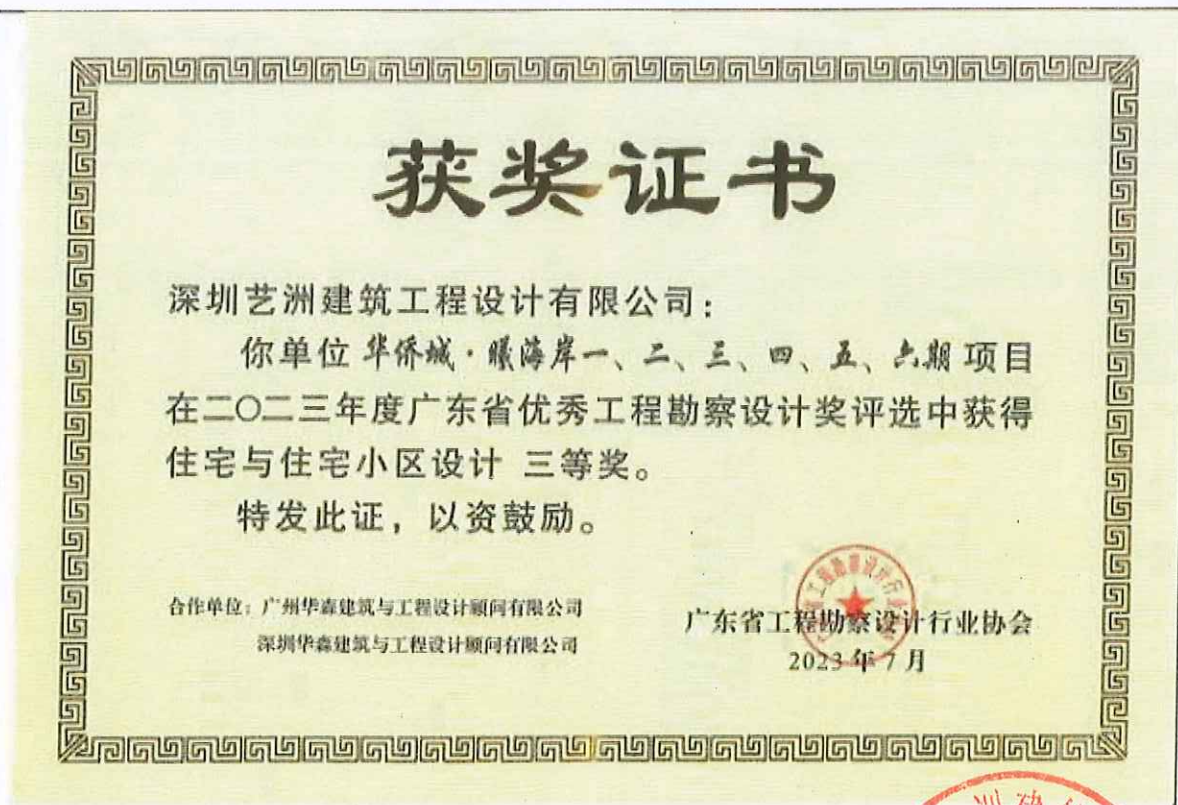 获奖证书
深圳艺洲建筑工程设计有限公司：
你单位 华侨城·曦海岸一、二、三、四、五、六期 项目
在二〇二三年度广东省优秀工程勘察设计奖评选中获得
住宅与住宅小区设计 三等奖。
特发此证，以资鼓励。
合作单位：广州华森建筑与工程设计顾问有限公司
深圳华森建筑与工程设计顾问有限公司
广东省工程勘察设计行业协会
2023年7月